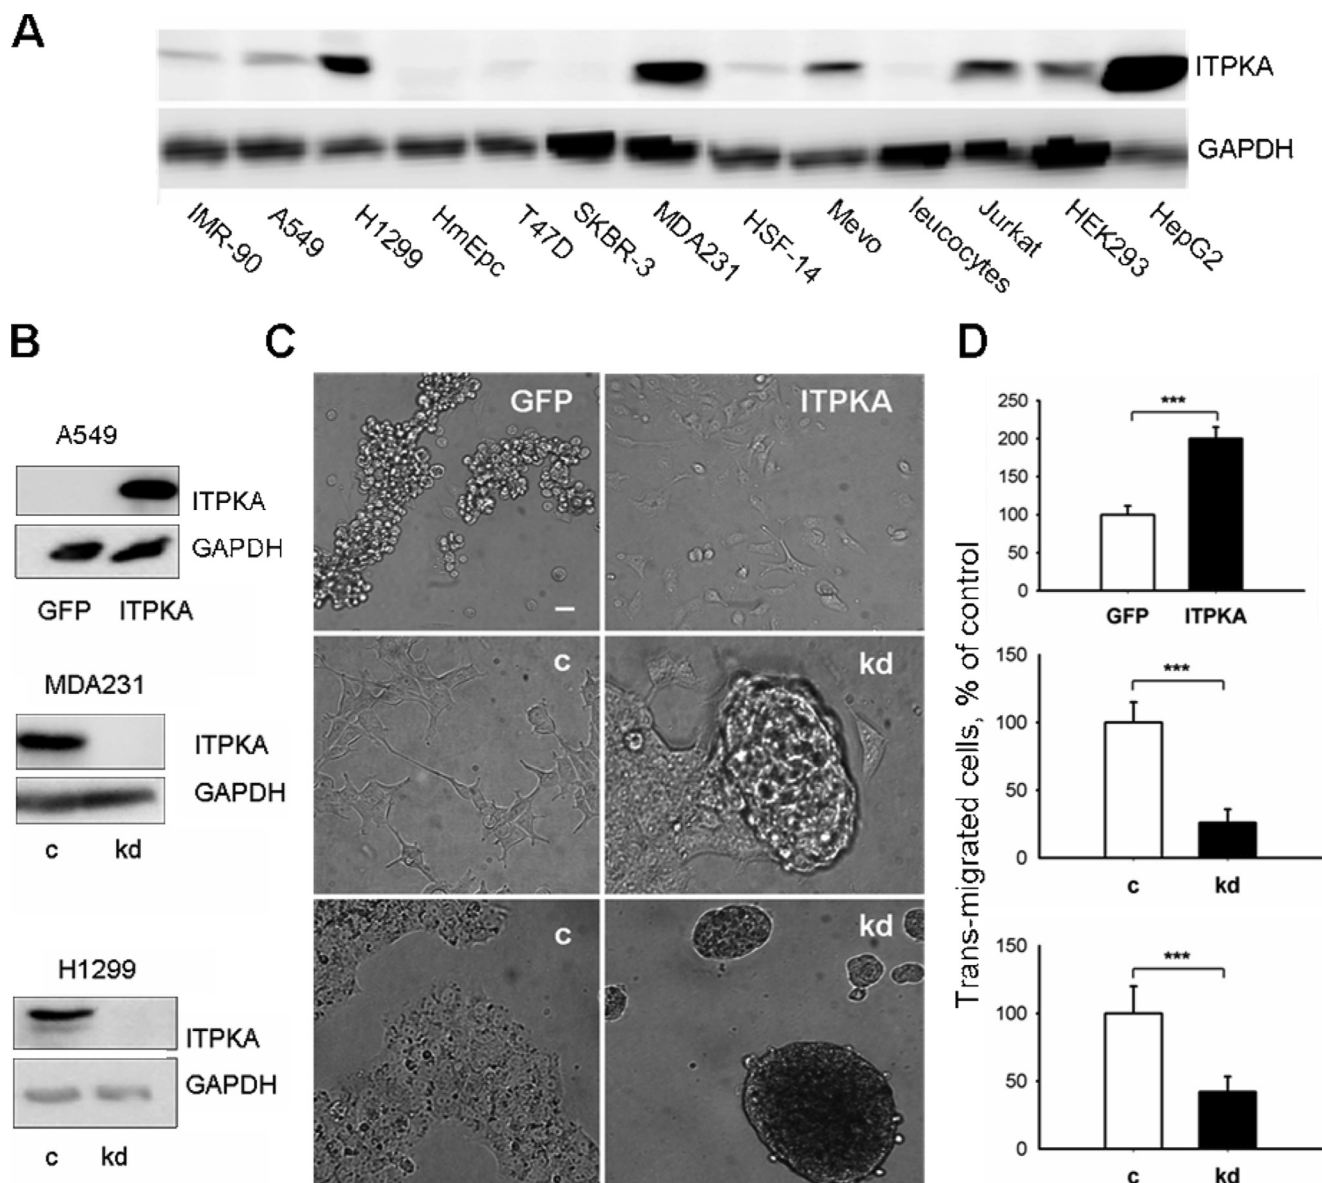 A
ITPKA
GAPDH
IMR-90
A549
H1299
HmEpc
T47D
SKBR-3
MDA231
HSF-14
Mevo
leucocytes
Jurkat
HEK293
HepG2
B
A549
ITPKA
GAPDH
GFP ITPKA
MDA231
ITPKA
GAPDH
c kd
H1299
ITPKA
GAPDH
c kd
C
GFP ITPKA
c kd
c kd
D
Trans-migrated cells, % of control
250
200
150
100
50
0
***
GFP ITPKA
150
100
50
0
***
c kd
150
100
50
0
***
c kd